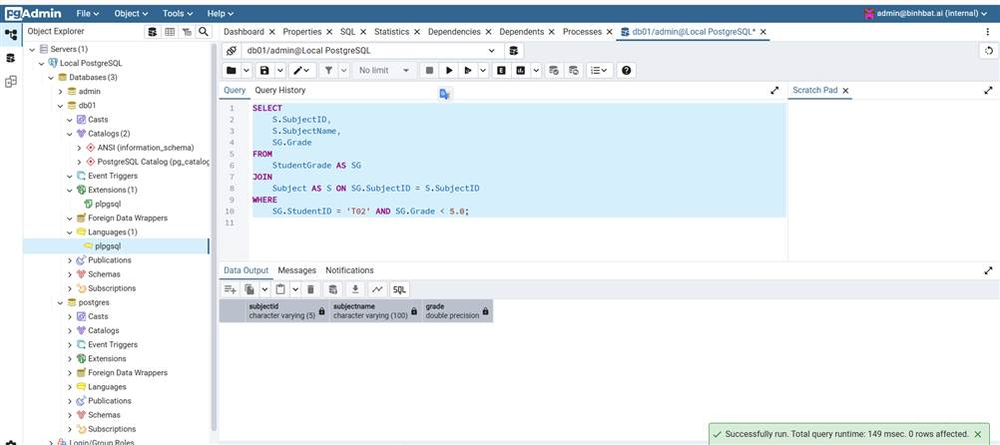 pgAdmin File Object Tools Help admin@binhbat.ai (internal)
Object Explorer Dashboard Properties SQL Statistics Dependencies Dependents Processes db01/admin@Local PostgreSQL*
Servers (1)
Local PostgreSQL
Databases (3)
admin
db01
Casts
Catalogs (2)
ANSI (information_schema)
PostgreSQL Catalog (pg_catalog
Event Triggers
Extensions (1)
plpgsql
Foreign Data Wrappers
Languages (1)
plpgsql
Publications
Schemas
Subscriptions
postgres
Casts
Catalogs
Event Triggers
Extensions
Foreign Data Wrappers
Languages
Publications
Schemas
Subscriptions
Login/Group Roles
db01/admin@Local PostgreSQL
No limit
E
Query Query History
1 SELECT
2 S.SubjectID,
3 S.SubjectName,
4 SG.Grade
5 FROM
6 StudentGrade AS SG
7 JOIN
8 Subject AS S ON SG.SubjectID = S.SubjectID
9 WHERE
10 SG.StudentID = 'T02' AND SG.Grade < 5.0;
11
Scratch Pad
Data Output Messages Notifications
SQL
subjectid subjectname grade
character varying (5) character varying (100) double precision
Successfully run. Total query runtime: 149 msec. 0 rows affected.